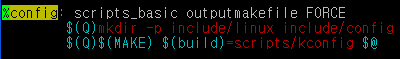 %config: scripts_basic outputmakefile FORCE
$(Q)mkdir -p include/linux include/config
$(Q)$(MAKE) $(build)=scripts/kconfig $@